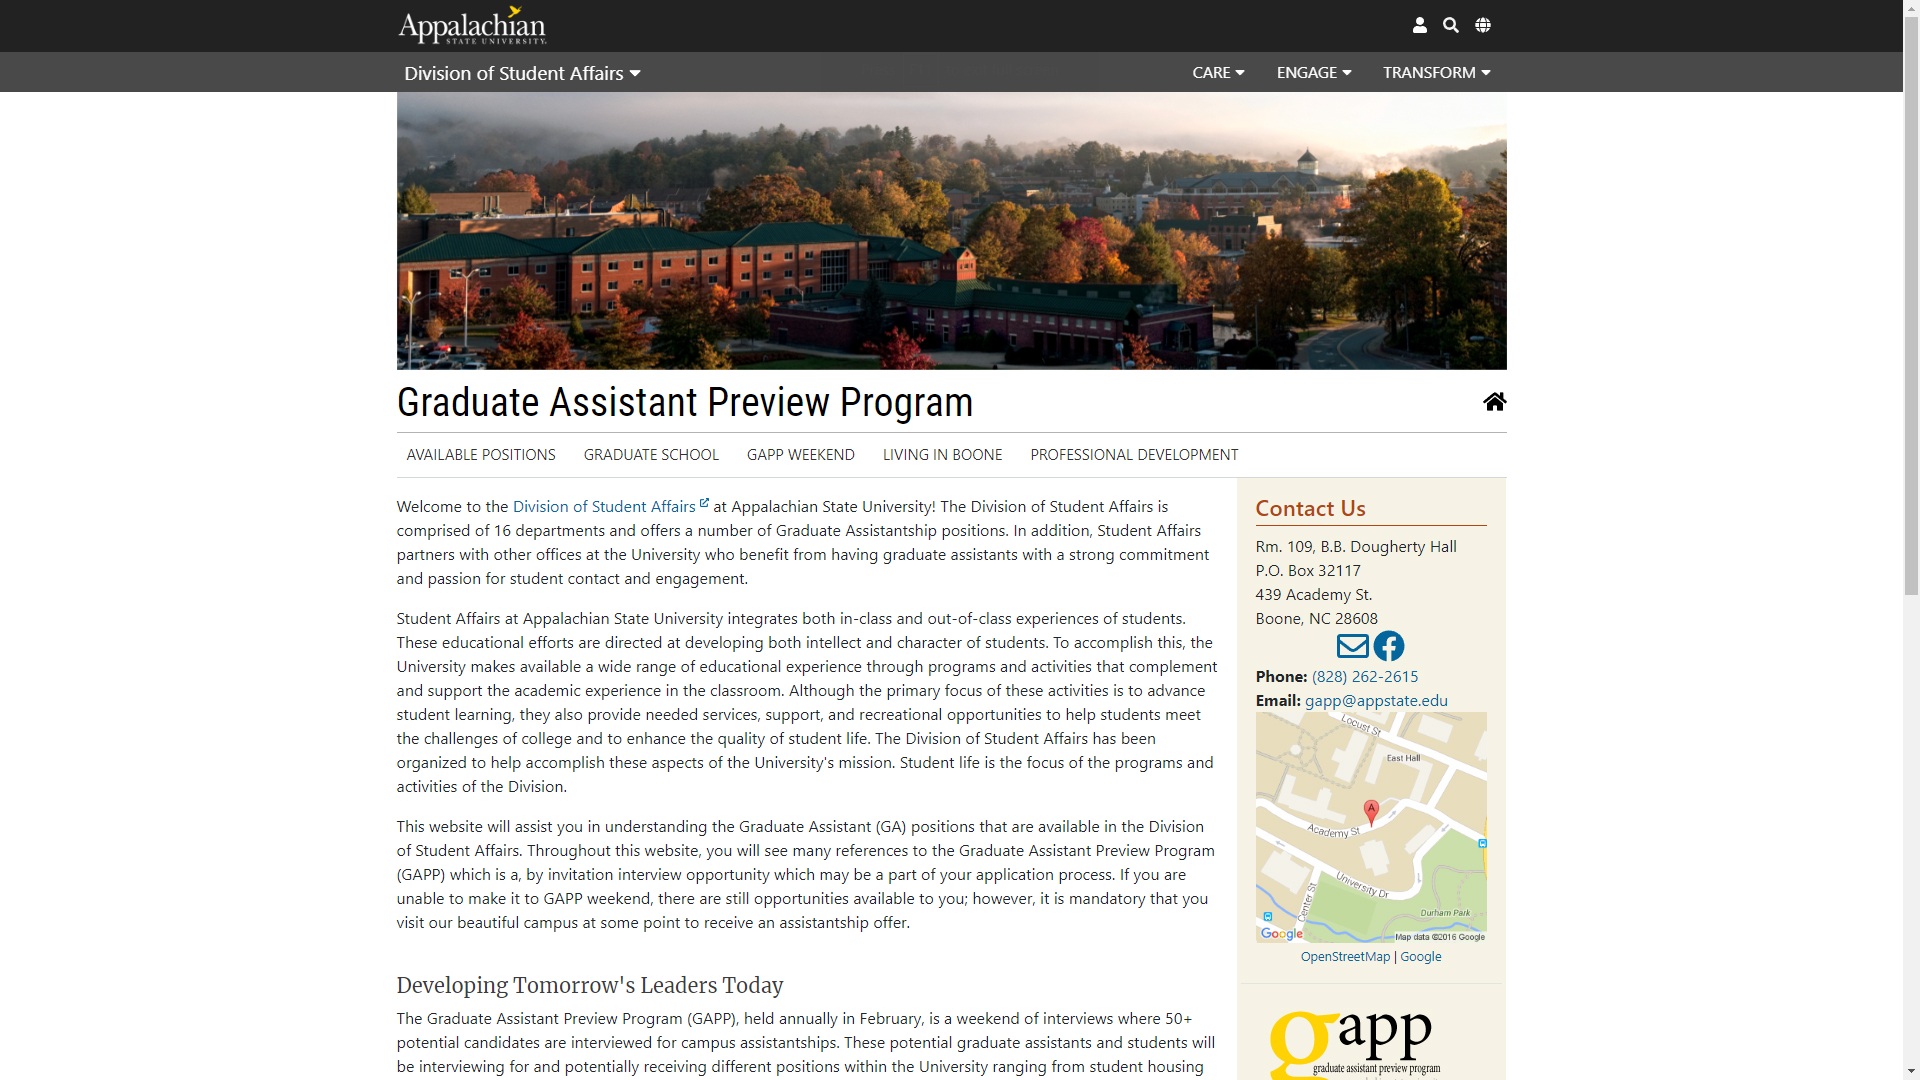 Appalachian
STATE UNIVERSITY
Division of Student Affairs
CARE ENGAGE TRANSFORM
Graduate Assistant Preview Program
AVAILABLE POSITIONS GRADUATE SCHOOL GAPP WEEKEND LIVING IN BOONE PROFESSIONAL DEVELOPMENT
Welcome to the Division of Student Affairs at Appalachian State University! The Division of Student Affairs is
comprised of 16 departments and offers a number of Graduate Assistantship positions. In addition, Student Affairs
partners with other offices at the University who benefit from having graduate assistants with a strong commitment
and passion for student contact and engagement.
Student Affairs at Appalachian State University integrates both in-class and out-of-class experiences of students.
These educational efforts are directed at developing both intellect and character of students. To accomplish this, the
University makes available a wide range of educational experience through programs and activities that complement
and support the academic experience in the classroom. Although the primary focus of these activities is to advance
student learning, they also provide needed services, support, and recreational opportunities to help students meet
the challenges of college and to enhance the quality of student life. The Division of Student Affairs has been
organized to help accomplish these aspects of the University's mission. Student life is the focus of the programs and
activities of the Division.
This website will assist you in understanding the Graduate Assistant (GA) positions that are available in the Division
of Student Affairs. Throughout this website, you will see many references to the Graduate Assistant Preview Program
(GAPP) which is a, by invitation interview opportunity which may be a part of your application process. If you are
unable to make it to GAPP weekend, there are still opportunities available to you; however, it is mandatory that you
visit our beautiful campus at some point to receive an assistantship offer.
Developing Tomorrow's Leaders Today
The Graduate Assistant Preview Program (GAPP), held annually in February, is a weekend of interviews where 50+
potential candidates are interviewed for campus assistantships. These potential graduate assistants and students will
be interviewing for and potentially receiving different positions within the University ranging from student housing
Contact Us
Rm. 109, B.B. Dougherty Hall
P.O. Box 32117
439 Academy St.
Boone, NC 28608
Phone: (828) 262-2615
Email: gapp@appstate.edu
Locust St
East Hall
A
Academy St
University Dr
Center St
Durham Park
Google
Map data ©2016 Google
OpenStreetMap | Google
gapp
graduate assistant preview program